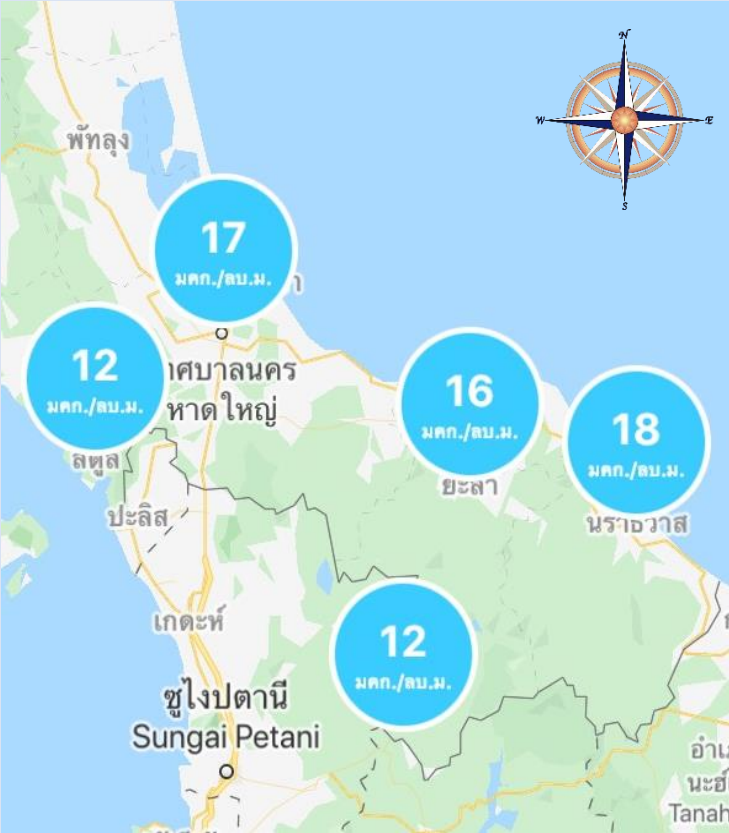 N
W
E
S
พัทลุง
17
มคก./ลบ.ม.
า
12
มคก./ลบ.ม.
าศบาลนคร
หาดใหญ่
16
มคก./ลบ.ม.
18
มคก./ลบ.ม.
สตูล
ยะลา
ปะลิส
นราธิวาส
เกดะห์
12
มคก./ลบ.ม.
ซูไงปตานี
Sungai Petani
อำเภ
นะฮ์
Tanah